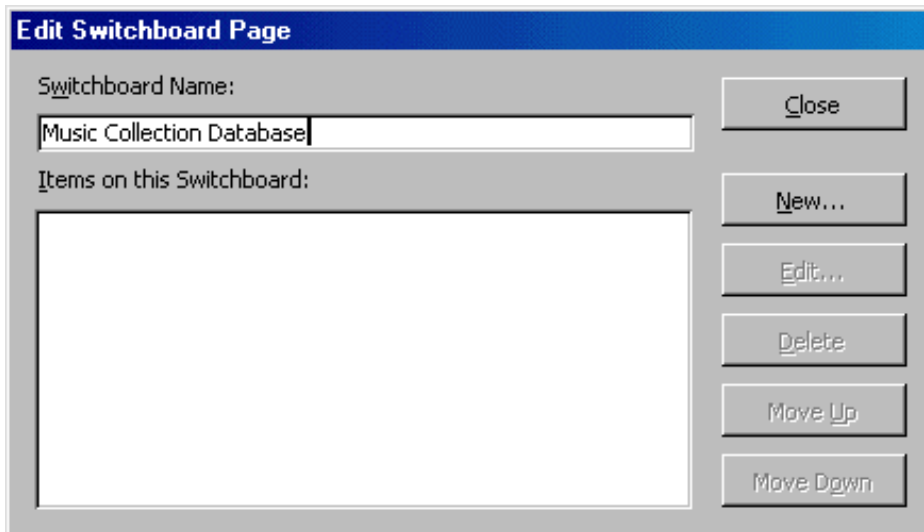 Edit Switchboard Page
Switchboard Name:
Close
Music Collection Database
Items on this Switchboard:
New...
Edit...
Delete
Move Up
Move Down